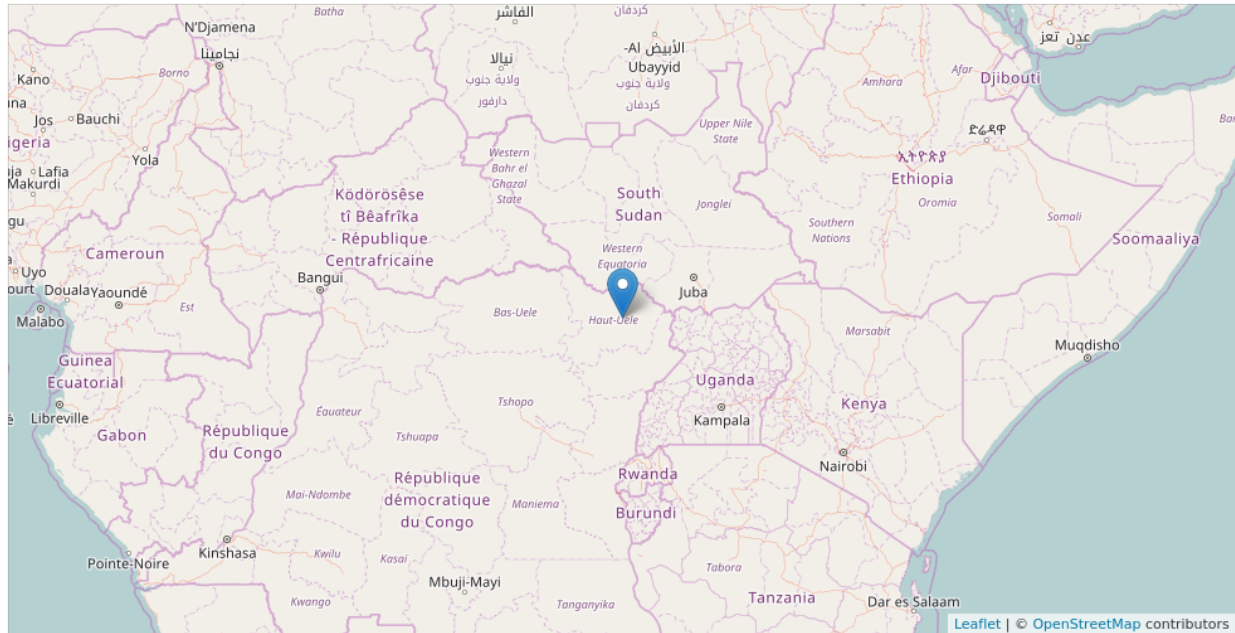 Batha
الفاشر
كردفان
N'Djamena
نجامينا
نيالا
Al-الأبيض
Ubayyid
ولاية جنوب
كردفان
ولاية جنوب
دارفور
عدن
تعز
Kano
Borno
Amhara
Afar
Djibouti
Jos
Bauchi
igeria
Yola
Lafia
Makurdi
Upper Nile
State
ድሬዳዋ
Western
Bahr el
Ghazal
State
ኢትዮጵያ
Ethiopia
Ködörösêse
tî Bêafrîka
- République
Centrafricaine
South
Sudan
Jonglei
Oromia
Somali
Southern
Nations
Soomaaliya
gu
Cameroun
Western
Equatoria
Uyo
ourt
Douala
Yaoundé
Est
Bangui
Juba
Malabo
Bas-Uele
Haut-Uele
Marsabit
Muqdisho
Guinea
Ecuatorial
Uganda
Libreville
Tshopo
Kampala
Kenya
Gabon
République
du Congo
Tshuapa
Nairobi
Rwanda
République
démocratique
du Congo
Mai-Ndombe
Maniema
Burundi
Pointe-Noire
Kinshasa
Kwilu
Kasaï
Tabora
Mbuji-Mayi
Kwango
Tanganyika
Tanzania
Dar es Salaam
Leaflet | © OpenStreetMap contributors